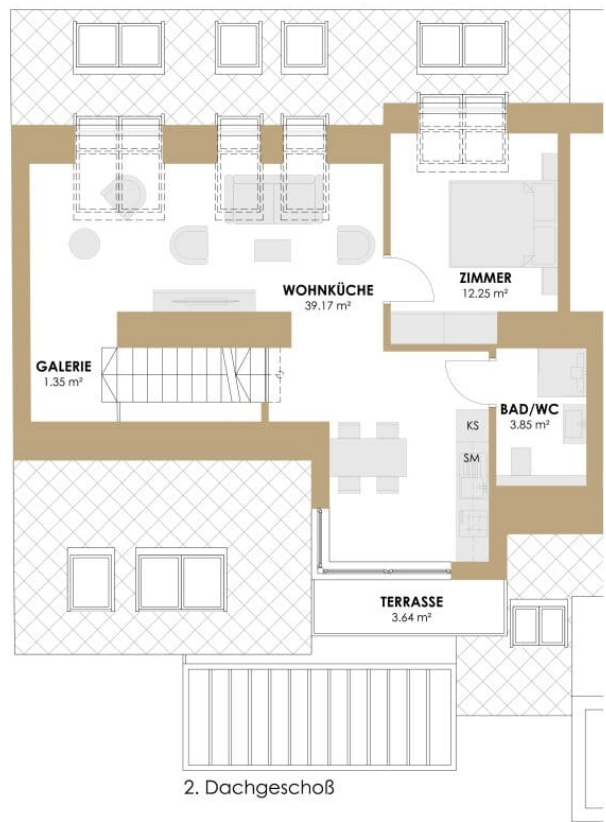 ZIMMER
12.25 m²
WOHNKÜCHE
39.17 m²
GALERIE
1.35 m²
BAD/WC
3.85 m²
KS
SM
TERRASSE
3.64 m²
2. Dachgeschoß